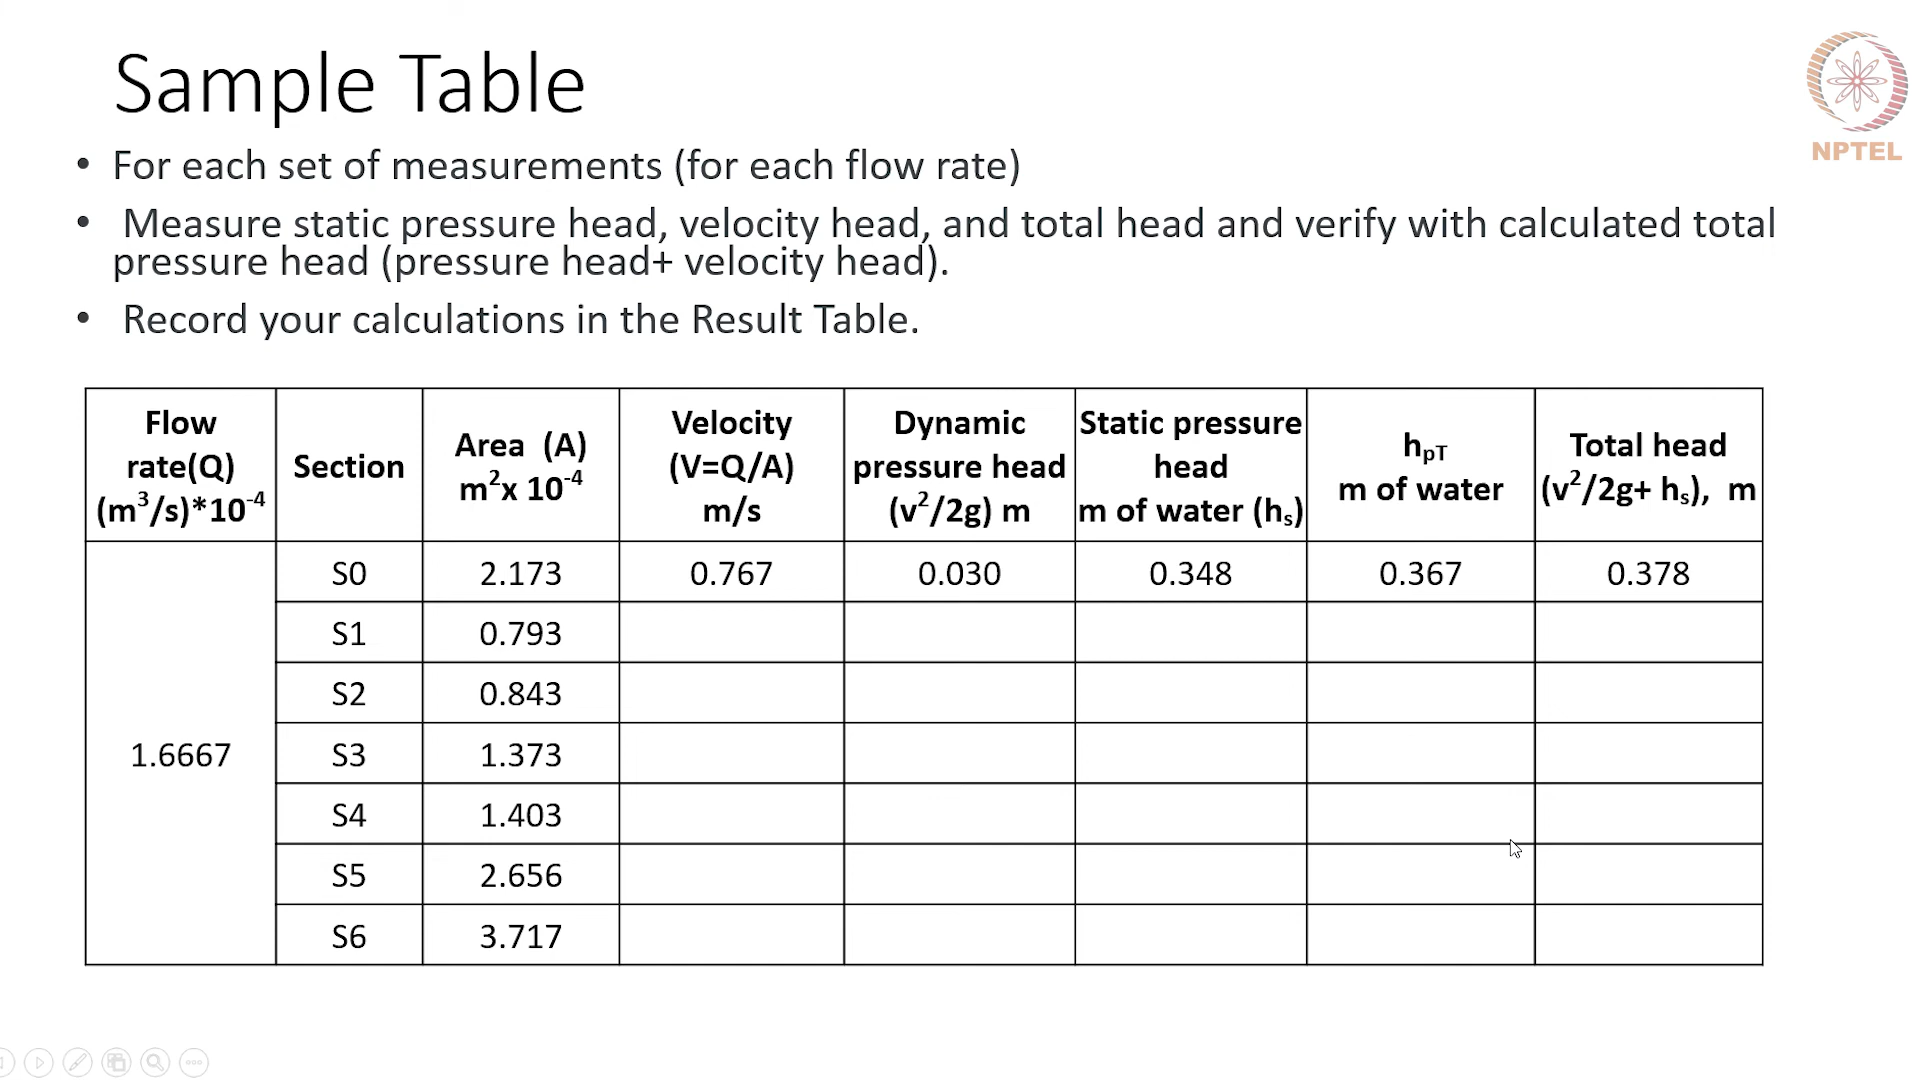 Sample Table
NPTEL
• For each set of measurements (for each flow rate)
• Measure static pressure head, velocity head, and total head and verify with calculated total
pressure head (pressure head+ velocity head).
• Record your calculations in the Result Table.
Flow rate(Q) (m³/s)*10⁻⁴ Section Area (A) m²x 10⁻⁴ Velocity (V=Q/A) m/s Dynamic pressure head (v²/2g) m Static pressure head m of water (hₛ) hpT m of water Total head (v²/2g+ hₛ), m
S0 2.173 0.767 0.030 0.348 0.367 0.378
S1 0.793
S2 0.843
1.6667 S3 1.373
S4 1.403
S5 2.656
S6 3.717